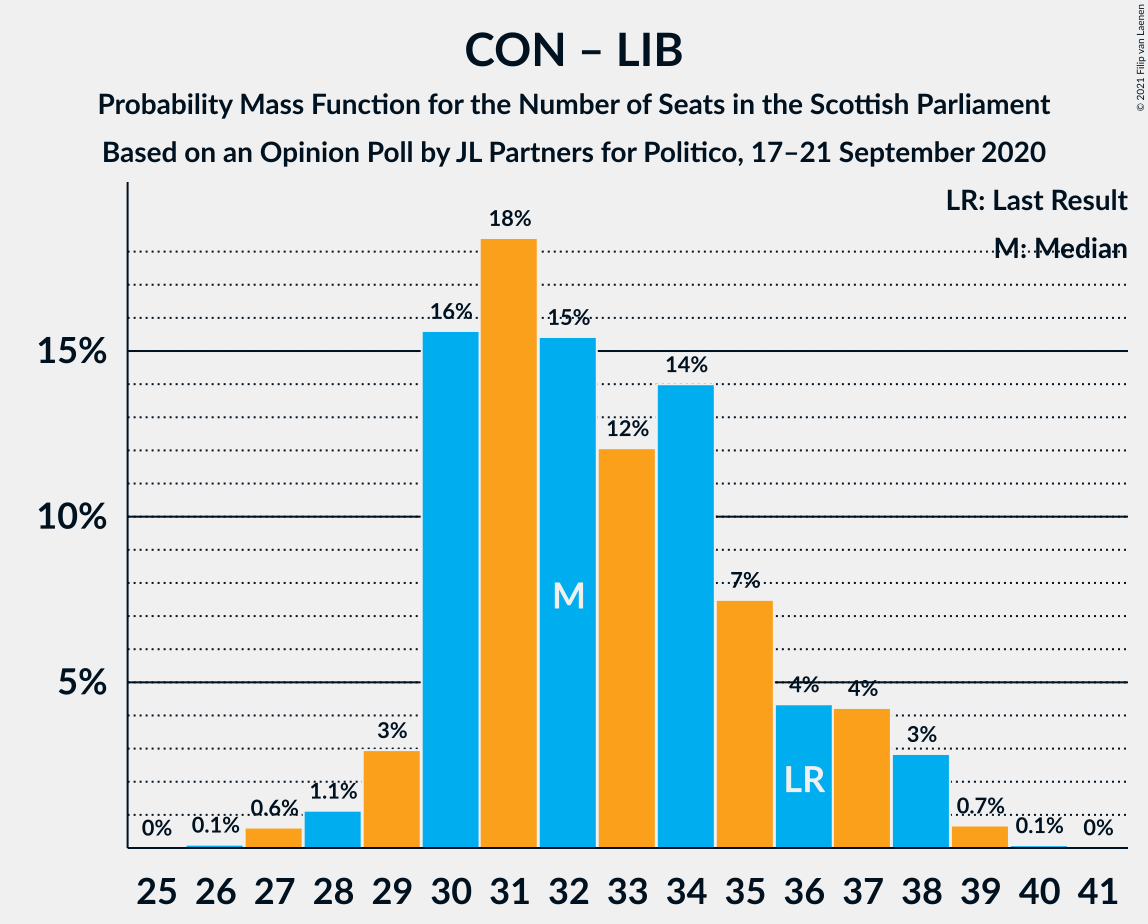 CON – LIB
Probability Mass Function for the Number of Seats in the Scottish Parliament
Based on an Opinion Poll by JL Partners for Politico, 17–21 September 2020
© 2021 Filip van Laenen
LR: Last Result
M: Median
18%
16%
15%
15%
14%
12%
10%
7%
M
5%
4%
4%
3%
3%
LR
1.1%
0.6%
0.7%
0%
0.1%
0.1%
0%
25 26 27 28 29 30 31 32 33 34 35 36 37 38 39 40 41